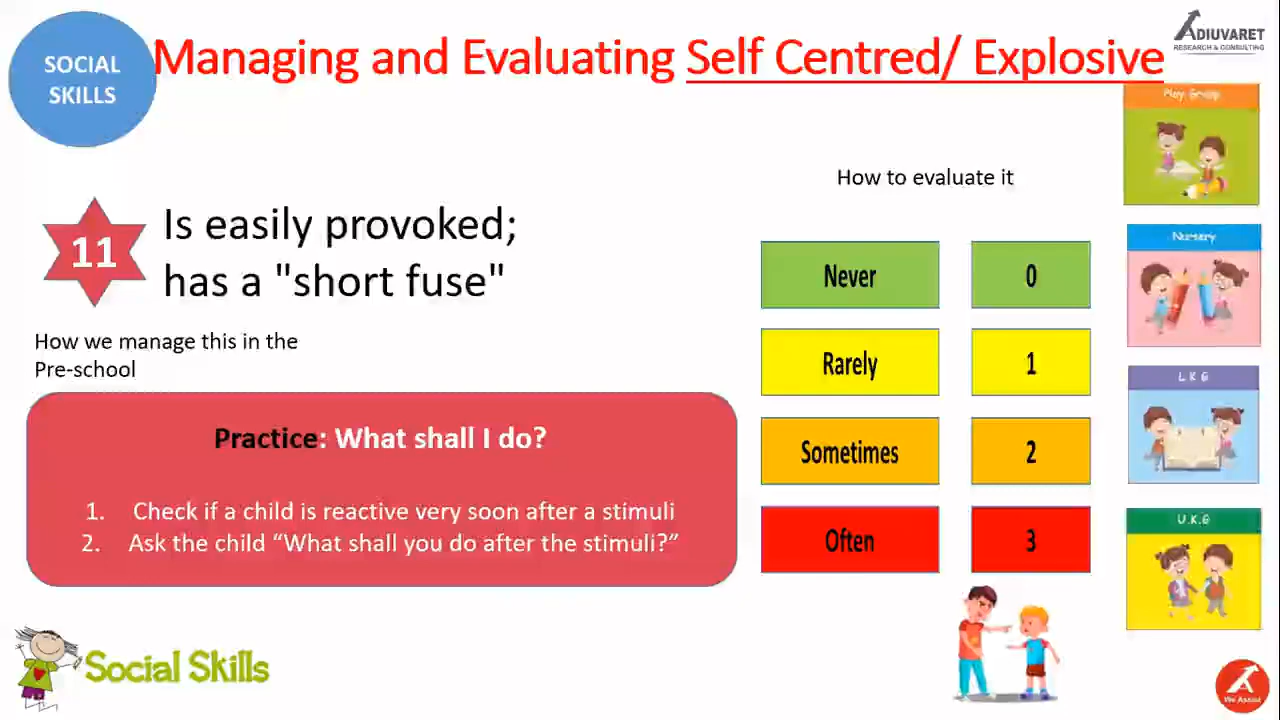 SOCIAL
SKILLS
Managing and Evaluating Self Centred/ Explosive
ADIUVARET
RESEARCH & CONSULTING
11
Is easily provoked;
has a "short fuse"
How we manage this in the
Pre-school
Practice: What shall I do?
1. Check if a child is reactive very soon after a stimuli
2. Ask the child “What shall you do after the stimuli?”
How to evaluate it
Never 0
Rarely 1
Sometimes 2
Often 3
Play Group
Nursery
L K G
U.K.G
Social Skills
We Assist